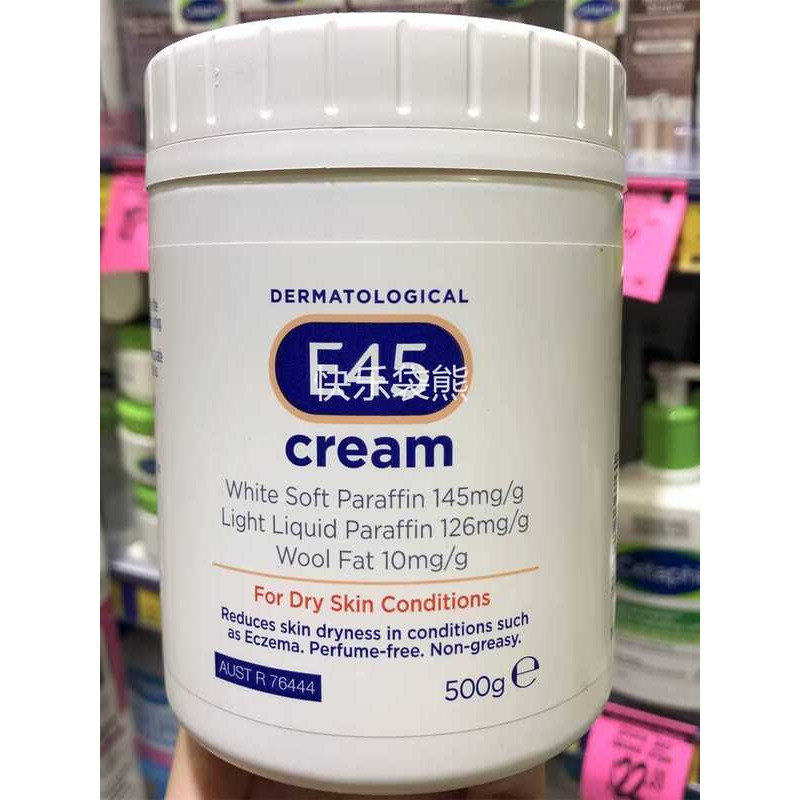 DERMATOLOGICAL
E45
快乐袋熊
cream
White Soft Paraffin 145mg/g
Light Liquid Paraffin 126mg/g
Wool Fat 10mg/g
For Dry Skin Conditions
Reduces skin dryness in conditions such
as Eczema. Perfume-free. Non-greasy.
AUST R 76444
500g ℮
Cetaphil